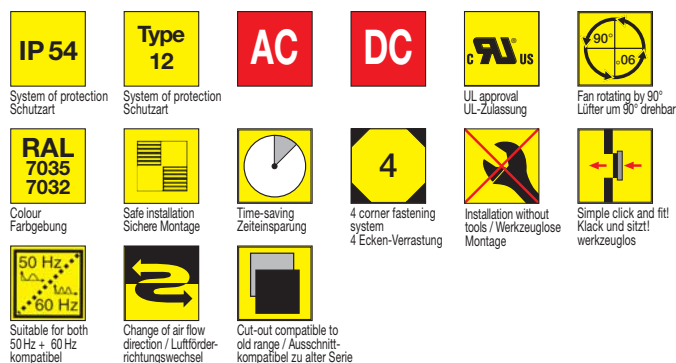 IP 54
System of protection
Schutzart
Type
12
System of protection
Schutzart
AC
DC
c RU US
UL approval
UL-Zulassung
90°
90°
Fan rotating by 90°
Lüfter um 90° drehbar
RAL
7035
7032
Colour
Farbgebung
Safe installation
Sichere Montage
Time-saving
Zeiteinsparung
4
4 corner fastening
system
4 Ecken-Verrastung
Installation without
tools / Werkzeuglose
Montage
Simple click and fit!
Klack und sitzt!
werkzeuglos
50 Hz
60 Hz
Suitable for both
50 Hz + 60 Hz
kompatibel
Change of air flow
direction / Luftförder-
richtungswechsel
Cut-out compatible to
old range / Ausschnitt-
kompatibel zu alter Serie